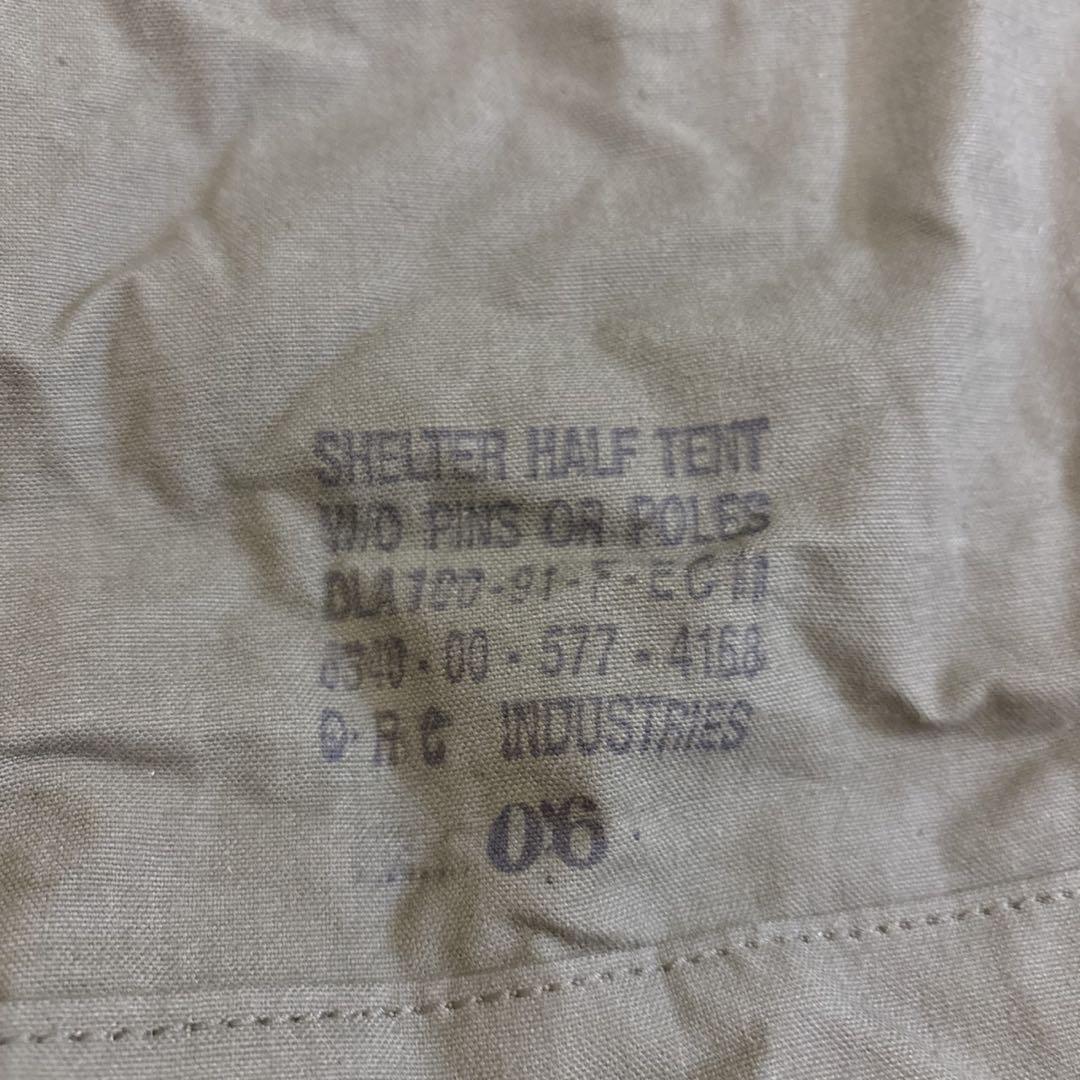 SHELTER HALF TENT
W/O PINS OR POLES
DLA100-91-F-EG11
8340-00-577-4168
D R C INDUSTRIES
06